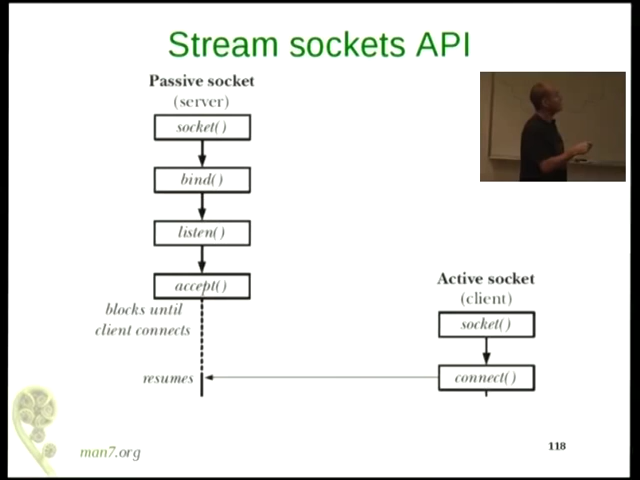 Stream sockets API
Passive socket
(server)
socket()
bind()
listen()
accept()
blocks until
client connects
resumes
Active socket
(client)
socket()
connect()
man7.org
118